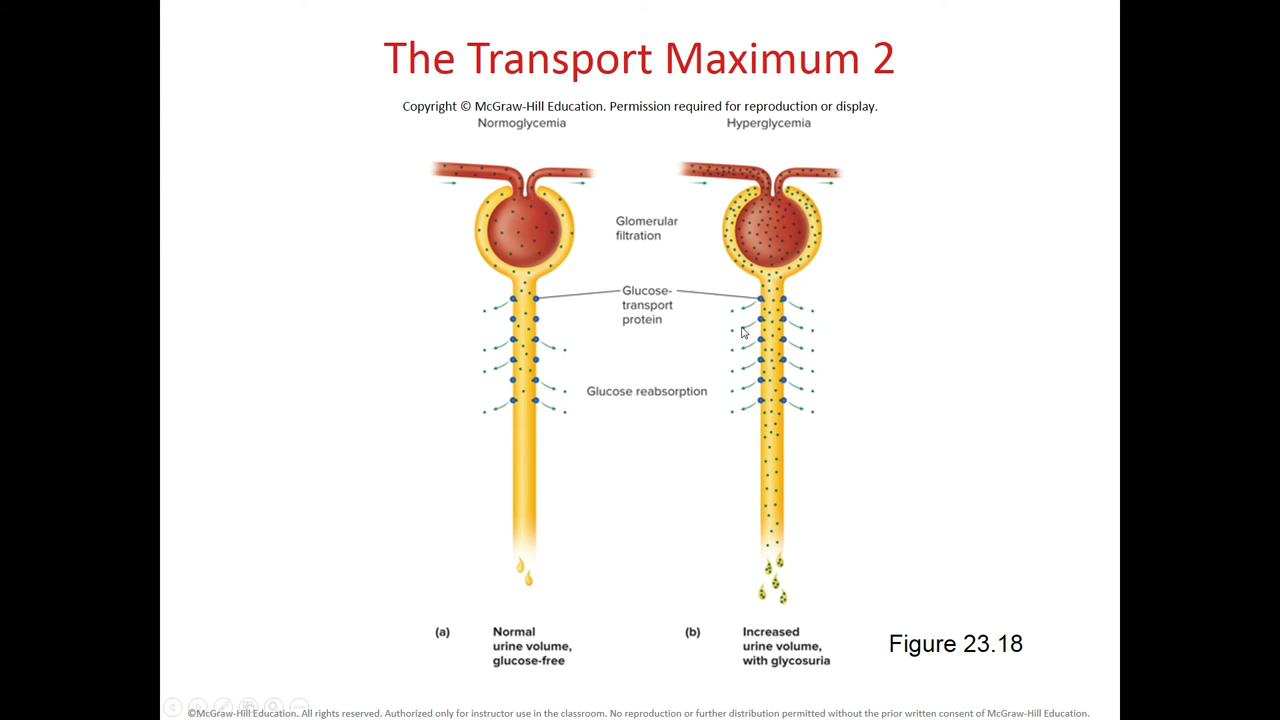 The Transport Maximum 2
Copyright © McGraw-Hill Education. Permission required for reproduction or display.
Normoglycemia
Hyperglycemia
Glomerular
filtration
Glucose-
transport
protein
Glucose reabsorption
(a)
Normal
urine volume,
glucose-free
(b)
Increased
urine volume,
with glycosuria
Figure 23.18
©McGraw-Hill Education. All rights reserved. Authorized only for instructor use in the classroom. No reproduction or further distribution permitted without the prior written consent of McGraw-Hill Education.